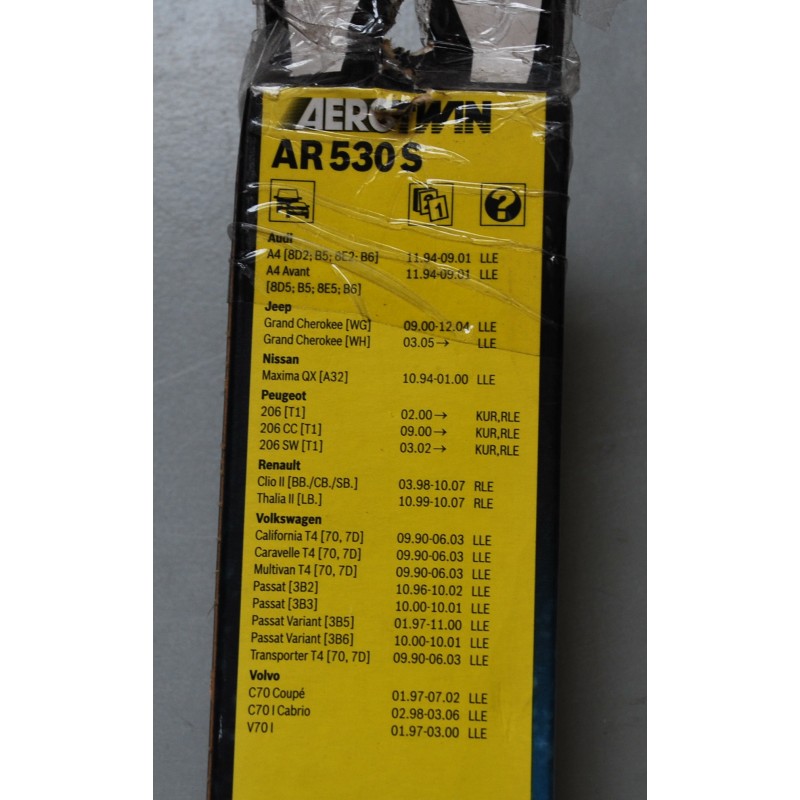 AEROTWIN
AR 530 S
21
?
Audi
A4 [8D2; B5; 8E2; B6] 11.94-09.01 LLE
A4 Avant 11.94-09.01 LLE
[8D5; B5; 8E5; B6]
Jeep
Grand Cherokee [WG] 09.00-12.04 LLE
Grand Cherokee [WH] 03.05→ LLE
Nissan
Maxima QX [A32] 10.94-01.00 LLE
Peugeot
206 [T1] 02.00→ KUR,RLE
206 CC [T1] 09.00→ KUR,RLE
206 SW [T1] 03.02→ KUR,RLE
Renault
Clio II [BB./CB./SB.] 03.98-10.07 RLE
Thalia II [LB.] 10.99-10.07 RLE
Volkswagen
California T4 [70, 7D] 09.90-06.03 LLE
Caravelle T4 [70, 7D] 09.90-06.03 LLE
Multivan T4 [70, 7D] 09.90-06.03 LLE
Passat [3B2] 10.96-10.02 LLE
Passat [3B3] 10.00-10.01 LLE
Passat Variant [3B5] 01.97-11.00 LLE
Passat Variant [3B6] 10.00-10.01 LLE
Transporter T4 [70, 7D] 09.90-06.03 LLE
Volvo
C70 Coupé 01.97-07.02 LLE
C70 I Cabrio 02.98-03.06 LLE
V70 I 01.97-03.00 LLE